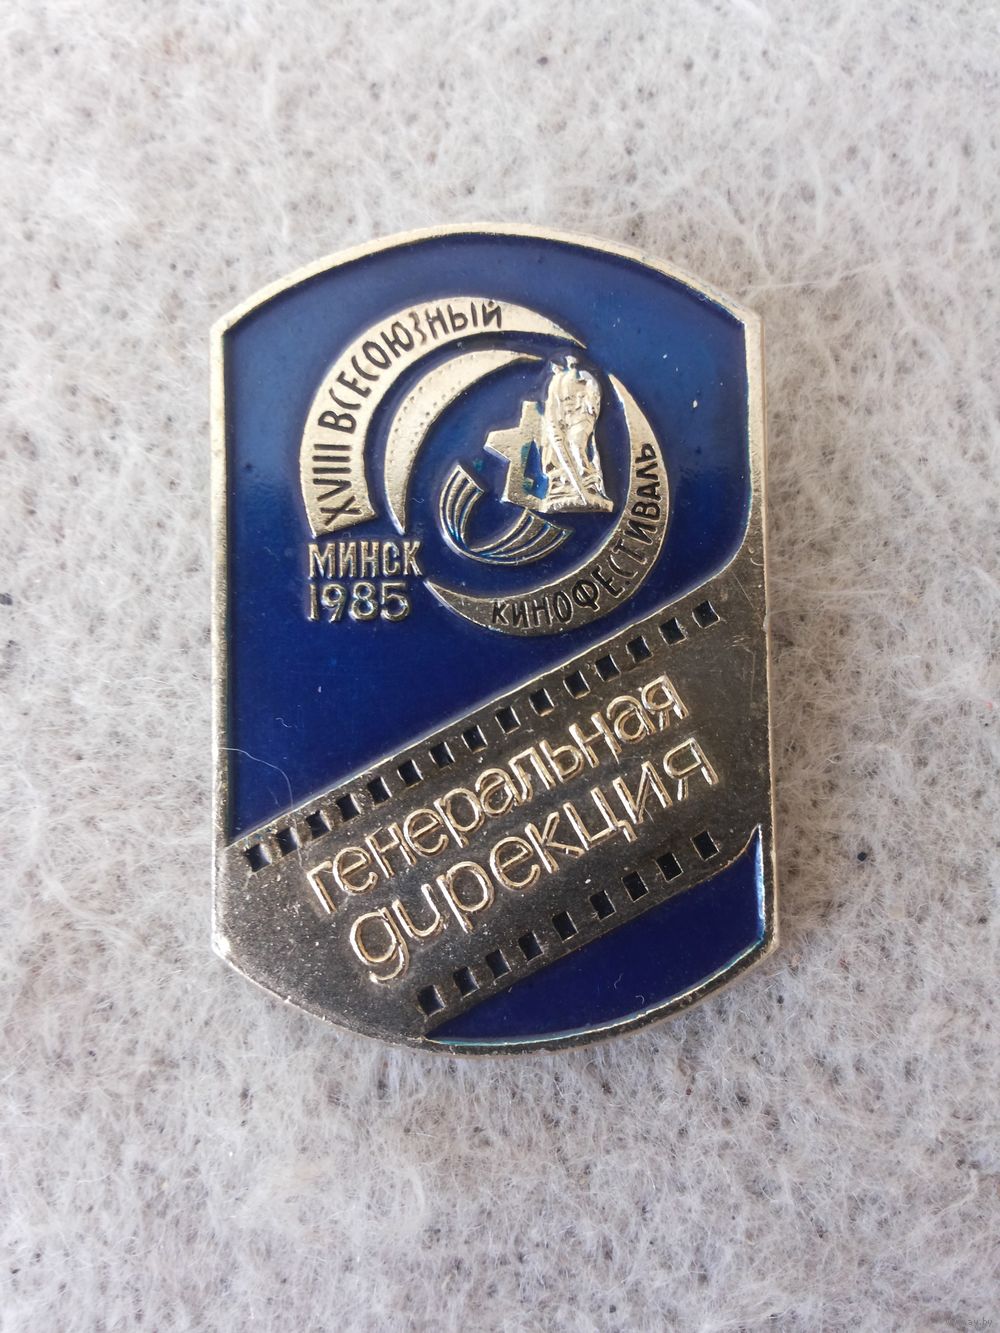 XVIII ВСЕСОЮЗНЫЙ
КИНОФЕСТИВАЛЬ
МИНСК
1985
генеральная
дирекция